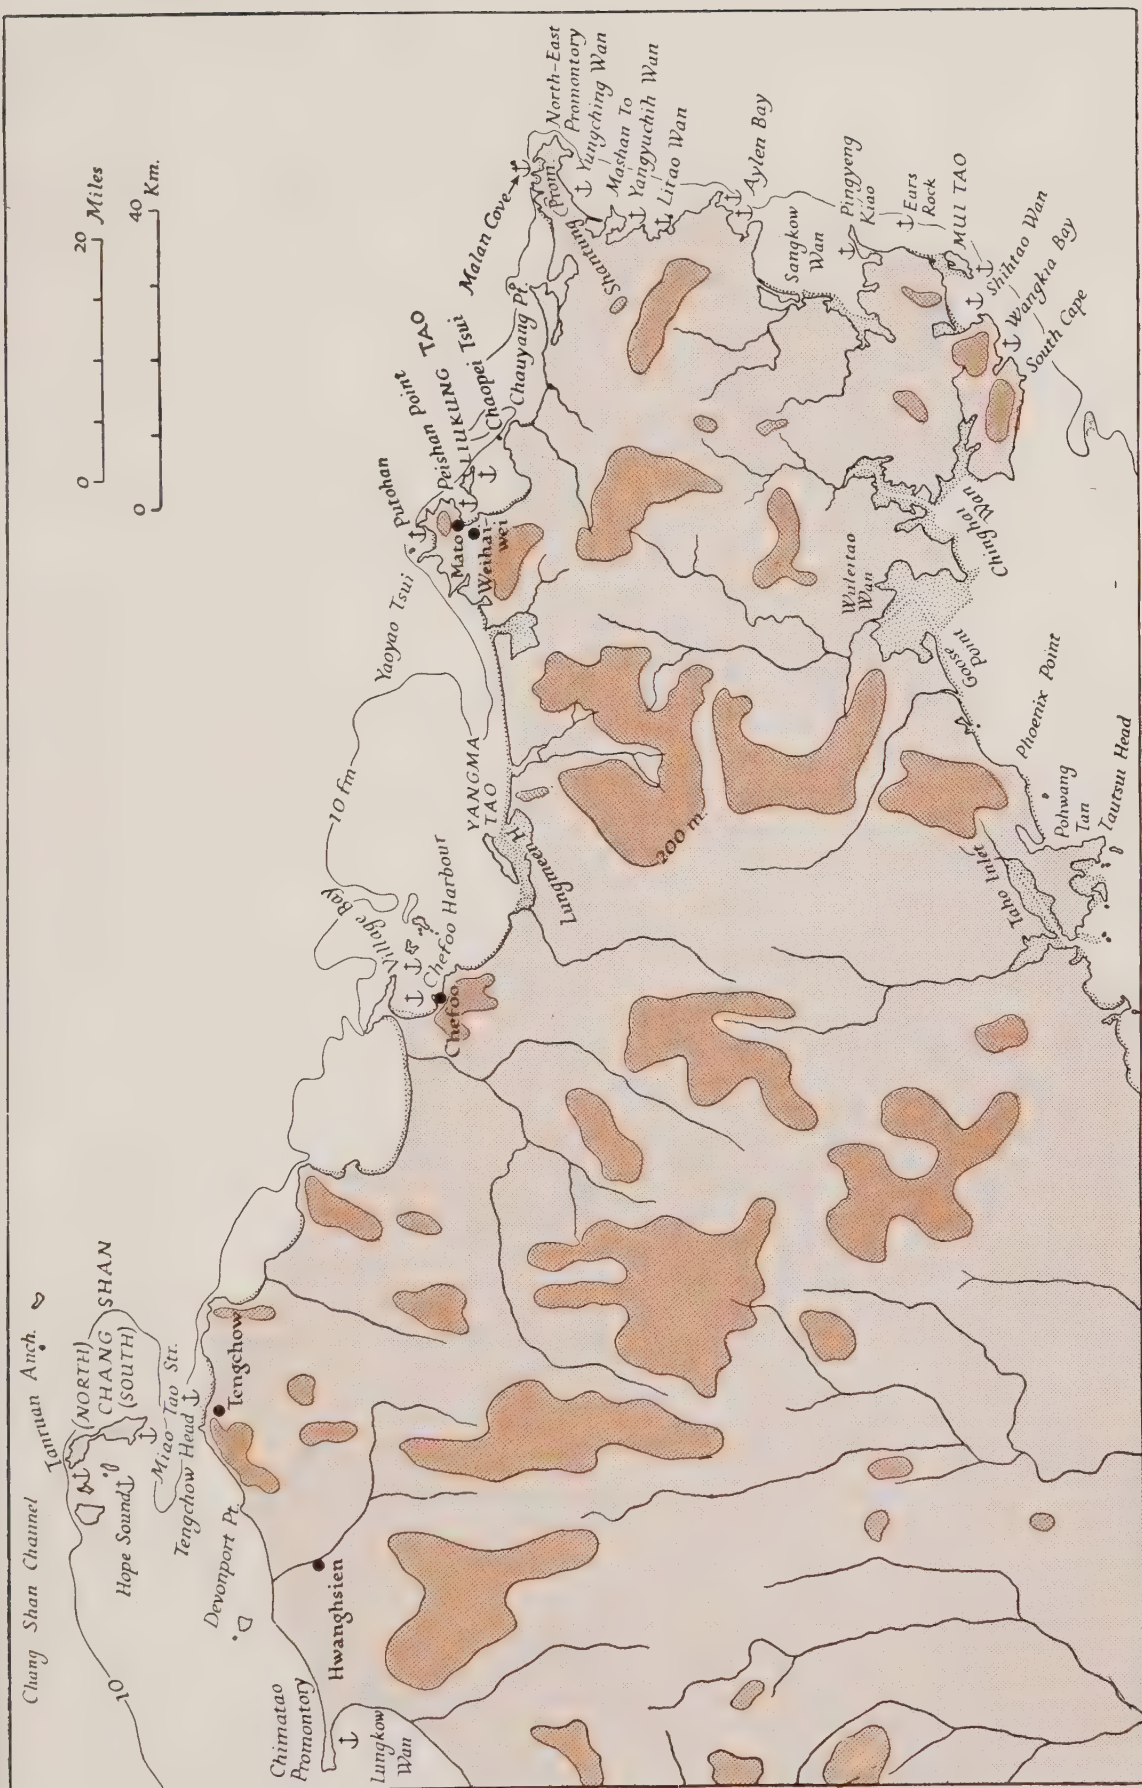 Chang Shan Channel
Tanruan Anch.
(NORTH)
CHANG SHAN
(SOUTH)
Hope Sound
Miao-Tao Str.
Tengchow Head
Tengchow
Devonport Pt.
10
Hwanghsien
Chimatao
Promontory
Lungkow
Wan
Village Bay
Chefoo Harbour
Chefoo
10 fm
YANGMA
TAO
Lungmeen H.
200 m.
Yaoyao Tsui
Putohan
Peishan Point
LIUKUNG TAO
Chaopei Tsui
Mato
Weihai-
wei
Chauyang Pt.
Malan Cove
Shantung Prom.
North-East
Promontory
Yungching Wan
Mashan To
Yangyuchih Wan
Litao Wan
Aylen Bay
Sangkow
Wan
Pingyeng
Kiao
Ears
Rock
MUI TAO
Shihtao Wan
Wangkia Bay
South Cape
Chinghai Wan
Wuleitao
Wan
Goose
Point
Phoenix Point
Pohwang
Tan
Tautsui Head
Taho Inlet
0 20 Miles
0 40 Km.